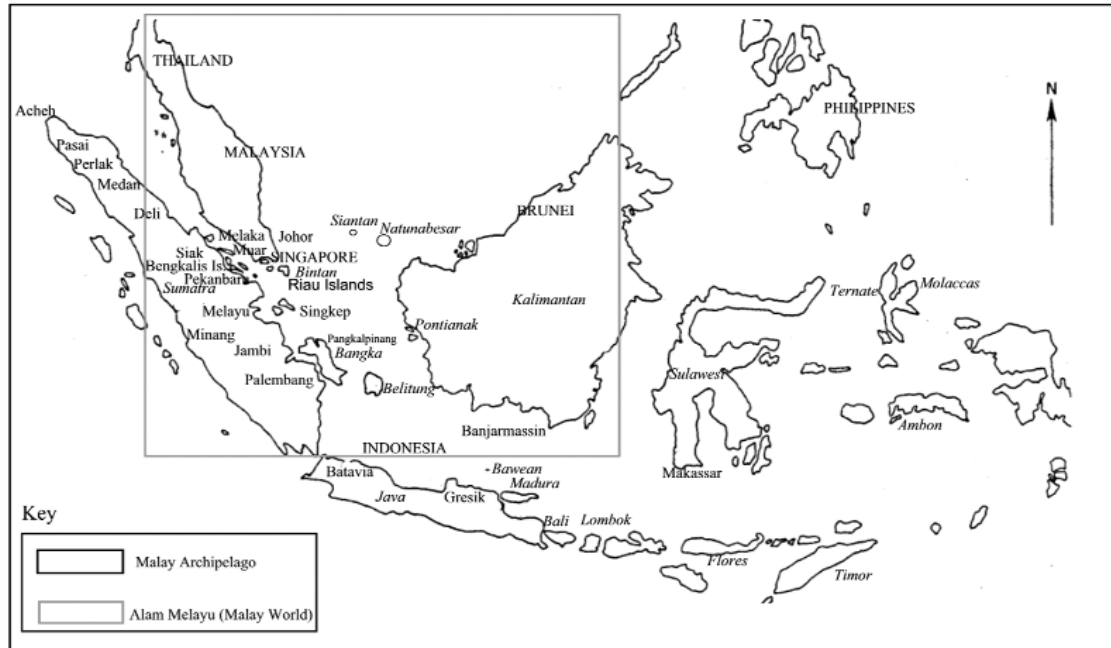 THAILAND
N
PHILIPPINES
Acheh
Pasai
Perlak
MALAYSIA
Medan
Deli
BRUNEI
Siantan
Natunabesar
Melaka
Johor
Muar
Siak
SINGAPORE
Bengkalis Is.
Bintan
Pekanbaru
Riau Islands
Sumatra
Kalimantan
Ternate
Molaccas
Melayu
Singkep
Pontianak
Minang
Pangkalpinang
Jambi
Bangka
Palembang
Belitung
Sulawesi
Ambon
Banjarmassin
INDONESIA
Batavia
Bawean
Makassar
Java
Gresik
Madura
Key
Bali
Lombok
Flores
Timor
Malay Archipelago
Alam Melayu (Malay World)